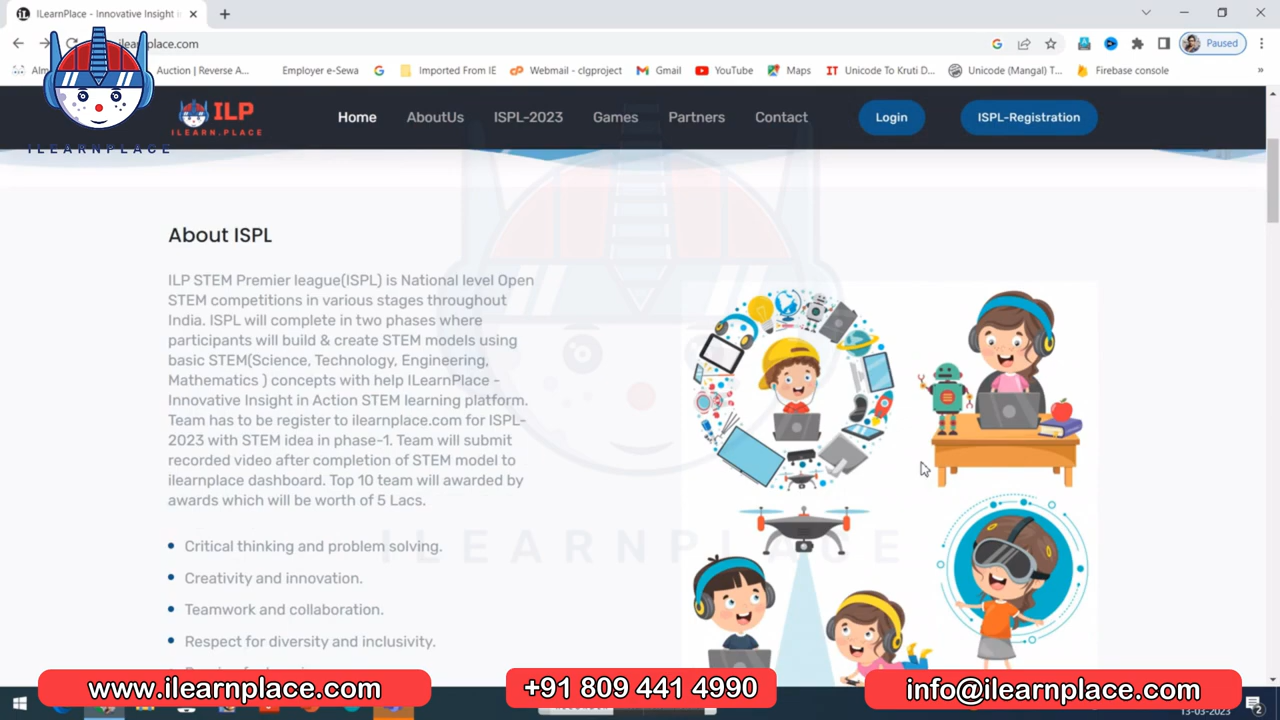 ILearnPlace - Innovative Insight i
ilearnplace.com
Paused
Auction | Reverse A...
Employer e-Sewa
Imported From IE
Webmail - clgproject
Gmail
YouTube
Maps
Unicode To Kruti D...
Unicode (Mangal) T...
Firebase console
»
ILEARNPLACE
ILP
ILEARN.PLACE
Home
AboutUs
ISPL-2023
Games
Partners
Contact
Login
ISPL-Registration
About ISPL
ILP STEM Premier league(ISPL) is National level Open
STEM competitions in various stages throughout
India. ISPL will complete in two phases where
participants will build & create STEM models using
basic STEM(Science, Technology, Engineering,
Mathematics ) concepts with help ILearnPlace -
Innovative Insight in Action STEM learning platform.
Team has to be register to ilearnplace.com for ISPL-
2023 with STEM idea in phase-1. Team will submit
recorded video after completion of STEM model to
ilearnplace dashboard. Top 10 team will awarded by
awards which will be worth of 5 Lacs.
Critical thinking and problem solving.
Creativity and innovation.
Teamwork and collaboration.
Respect for diversity and inclusivity.
ILEARNPLACE
www.ilearnplace.com
+91 809 441 4990
info@ilearnplace.com
13-03-2023
2